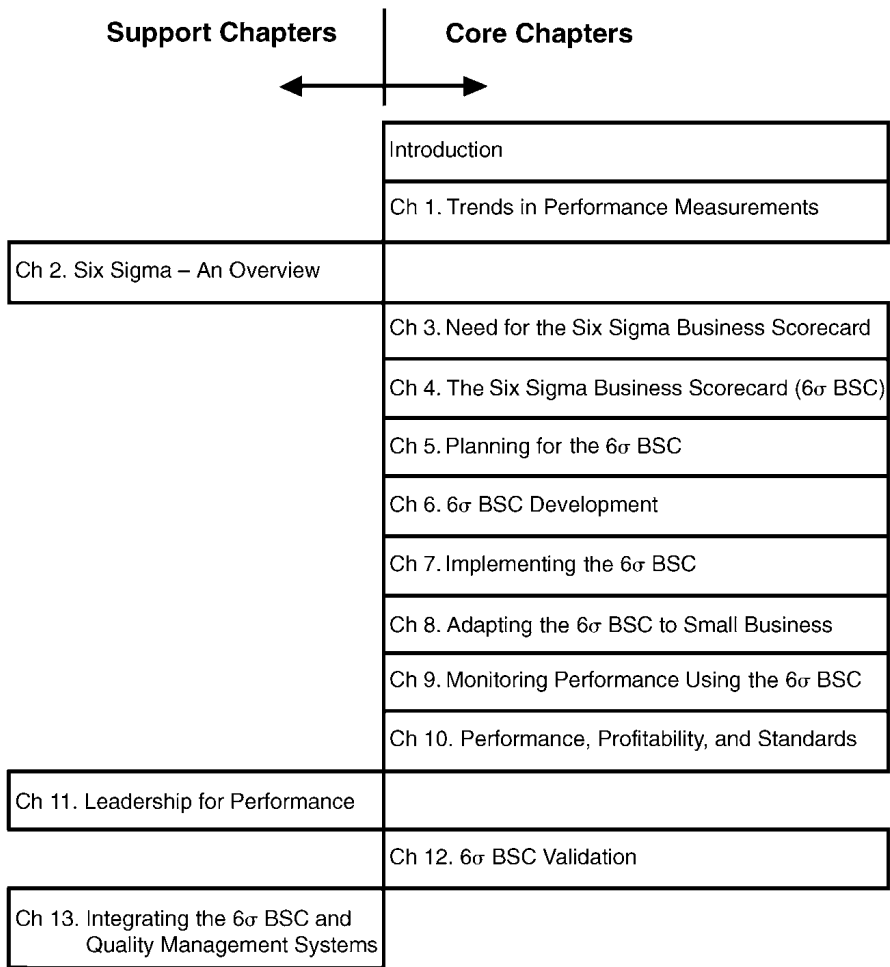 Support Chapters
Core Chapters
Introduction
Ch 1. Trends in Performance Measurements
Ch 2. Six Sigma – An Overview
Ch 3. Need for the Six Sigma Business Scorecard
Ch 4. The Six Sigma Business Scorecard (6σ BSC)
Ch 5. Planning for the 6σ BSC
Ch 6. 6σ BSC Development
Ch 7. Implementing the 6σ BSC
Ch 8. Adapting the 6σ BSC to Small Business
Ch 9. Monitoring Performance Using the 6σ BSC
Ch 10. Performance, Profitability, and Standards
Ch 11. Leadership for Performance
Ch 12. 6σ BSC Validation
Ch 13. Integrating the 6σ BSC and
Quality Management Systems